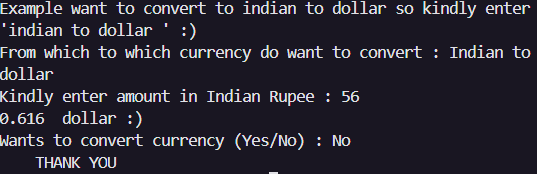 Example want to convert to indian to dollar so kindly enter
'indian to dollar ' :)
From which to which currency do want to convert : Indian to
dollar
Kindly enter amount in Indian Rupee : 56
0.616  dollar :)
Wants to convert currency (Yes/No) : No
    THANK YOU